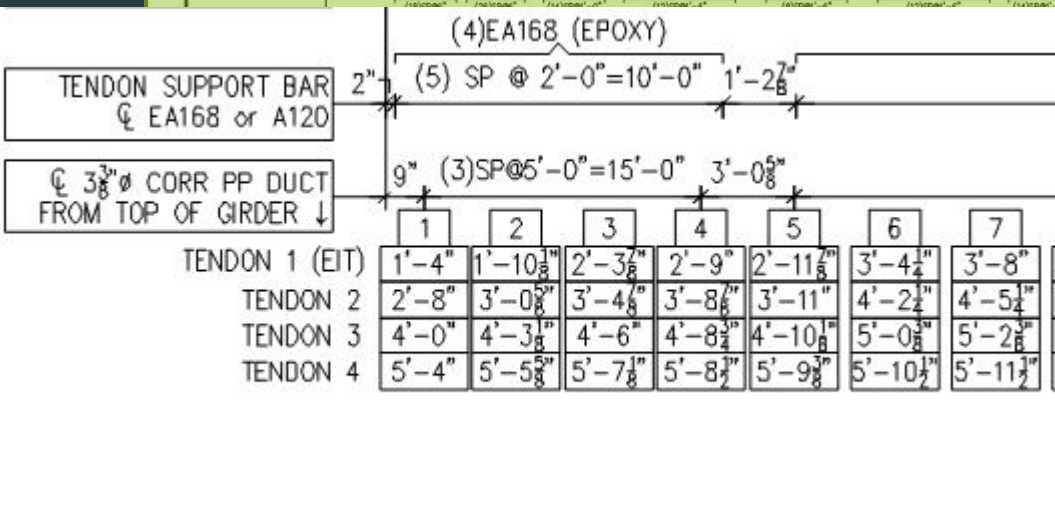 (4)EA168 (EPOXY)
TENDON SUPPORT BAR 2" (5) SP @ 2'-0"=10'-0" 1'-2⅞"
℄ EA168 or A120
℄ 3⅜"ø CORR PP DUCT 9" (3)SP@5'-0"=15'-0" 3'-0⅝"
FROM TOP OF GIRDER ↓
1 2 3 4 5 6 7
TENDON 1 (EIT) 1'-4" 1'-10⅜" 2'-3⅞" 2'-9" 2'-11⅞" 3'-4¼" 3'-8"
TENDON 2 2'-8" 3'-0⅝" 3'-4⅞" 3'-8⅞" 3'-11" 4'-2¼" 4'-5¼"
TENDON 3 4'-0" 4'-3⅛" 4'-6" 4'-8¾" 4'-10⅛" 5'-0⅜" 5'-2⅜"
TENDON 4 5'-4" 5'-5⅝" 5'-7⅛" 5'-8½" 5'-9⅜" 5'-10½" 5'-11½"